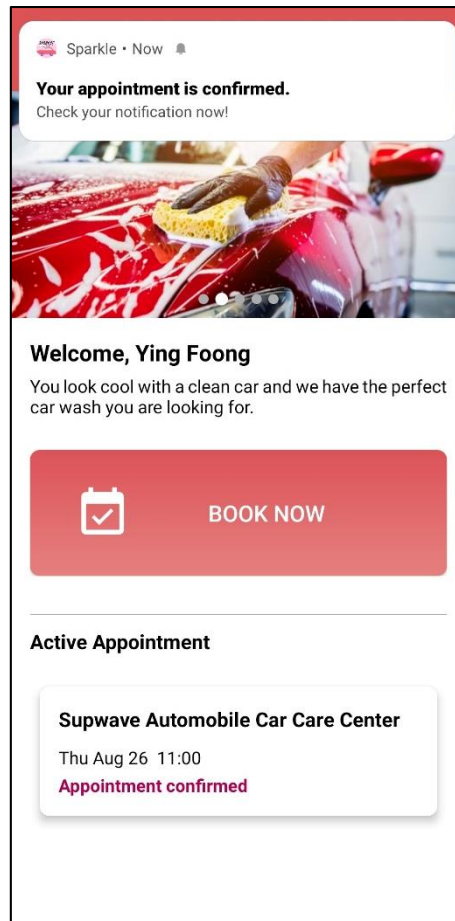 Sparkle • Now
Your appointment is confirmed.
Check your notification now!
Welcome, Ying Foong
You look cool with a clean car and we have the perfect
car wash you are looking for.
BOOK NOW
Active Appointment
Supwave Automobile Car Care Center
Thu Aug 26 11:00
Appointment confirmed